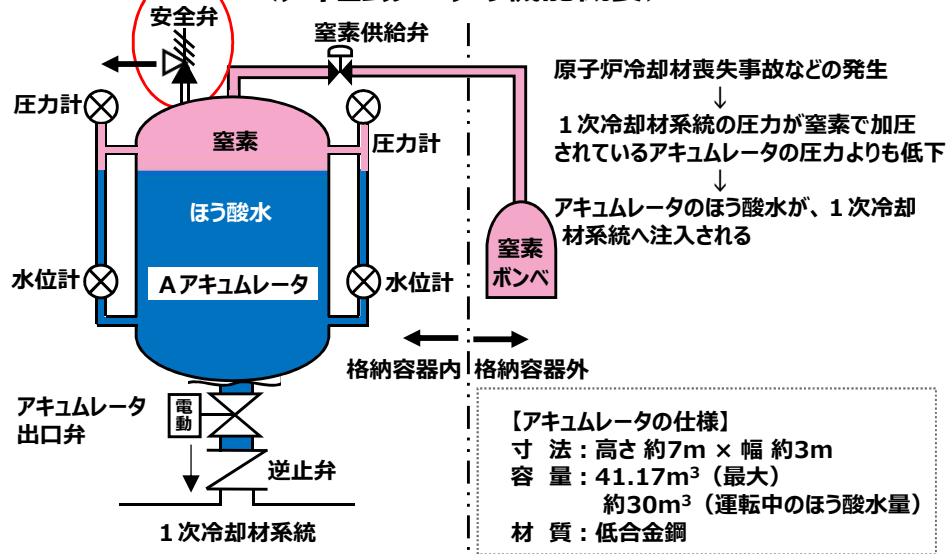 安全弁
窒素供給弁
圧力計
圧力計
窒素
ほう酸水
水位計
水位計
Aアキュムレータ
窒素
ボンベ
原子炉冷却材喪失事故などの発生
↓
1次冷却材系統の圧力が窒素で加圧
されているアキュムレータの圧力よりも低下
↓
アキュムレータのほう酸水が、1次冷却
材系統へ注入される
格納容器内
格納容器外
アキュムレータ
出口弁
電動
逆止弁
1次冷却材系統
【アキュムレータの仕様】
寸 法：高さ 約7m × 幅 約3m
容 量：41.17m³（最大）
約30m³（運転中のほう酸水量）
材 質：低合金鋼